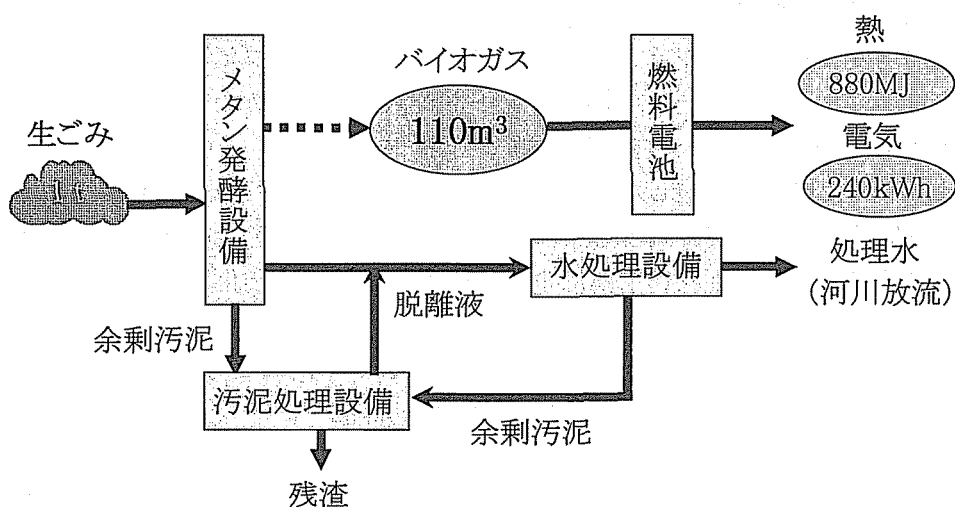 熱
880MJ
電気
240kWh
バイオガス
110m³
燃料電池
メタン発酵設備
生ごみ
1t
水処理設備
処理水
(河川放流)
脱離液
余剰汚泥
汚泥処理設備
余剰汚泥
残渣